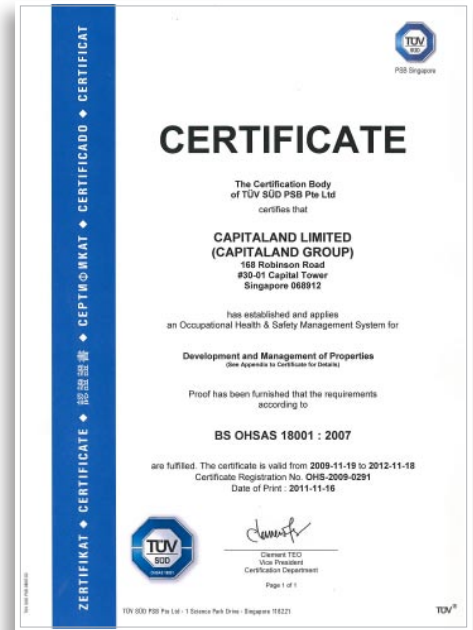 TÜV
SÜD
PSB Singapore
ZERTIFIKAT ◆ CERTIFICATE ◆ 認證證書 ◆ СЕРТИФИКАТ ◆ CERTIFICADO ◆ CERTIFICAT
CERTIFICATE
The Certification Body
of TÜV SÜD PSB Pte Ltd
certifies that
CAPITALAND LIMITED
(CAPITALAND GROUP)
168 Robinson Road
#30-01 Capital Tower
Singapore 068912
has established and applies
an Occupational Health & Safety Management System for
Development and Management of Properties
(See Appendix to Certificate for Details)
Proof has been furnished that the requirements
according to
BS OHSAS 18001 : 2007
are fulfilled. The certificate is valid from 2009-11-19 to 2012-11-18
Certificate Registration No. OHS-2009-0291
Date of Print : 2011-11-16
TÜV
SÜD
OHSAS 18001
Clement TEO
Vice President
Certification Department
Page 1 of 1
TÜV SÜD PSB Pte Ltd - 1 Science Park Drive - Singapore 118221
TÜV®